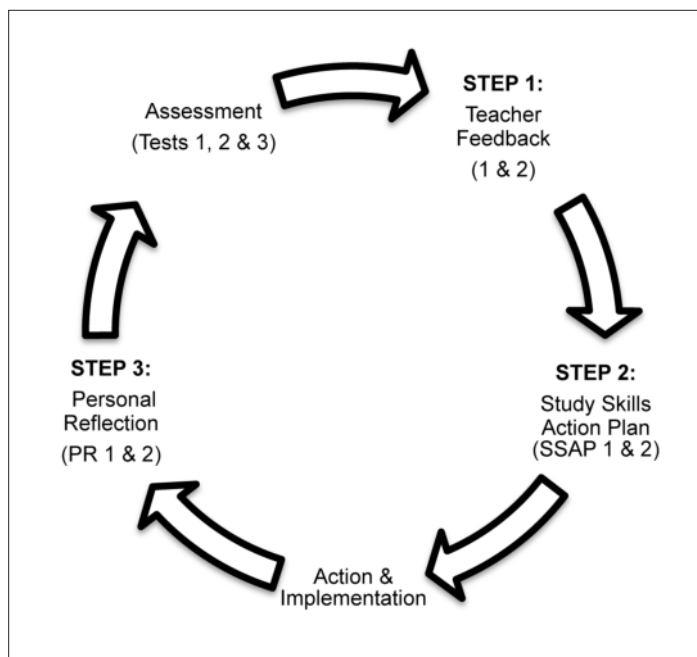 Assessment
(Tests 1, 2 & 3)
STEP 1:
Teacher
Feedback
(1 & 2)
STEP 2:
Study Skills
Action Plan
(SSAP 1 & 2)
Action &
Implementation
STEP 3:
Personal
Reflection
(PR 1 & 2)